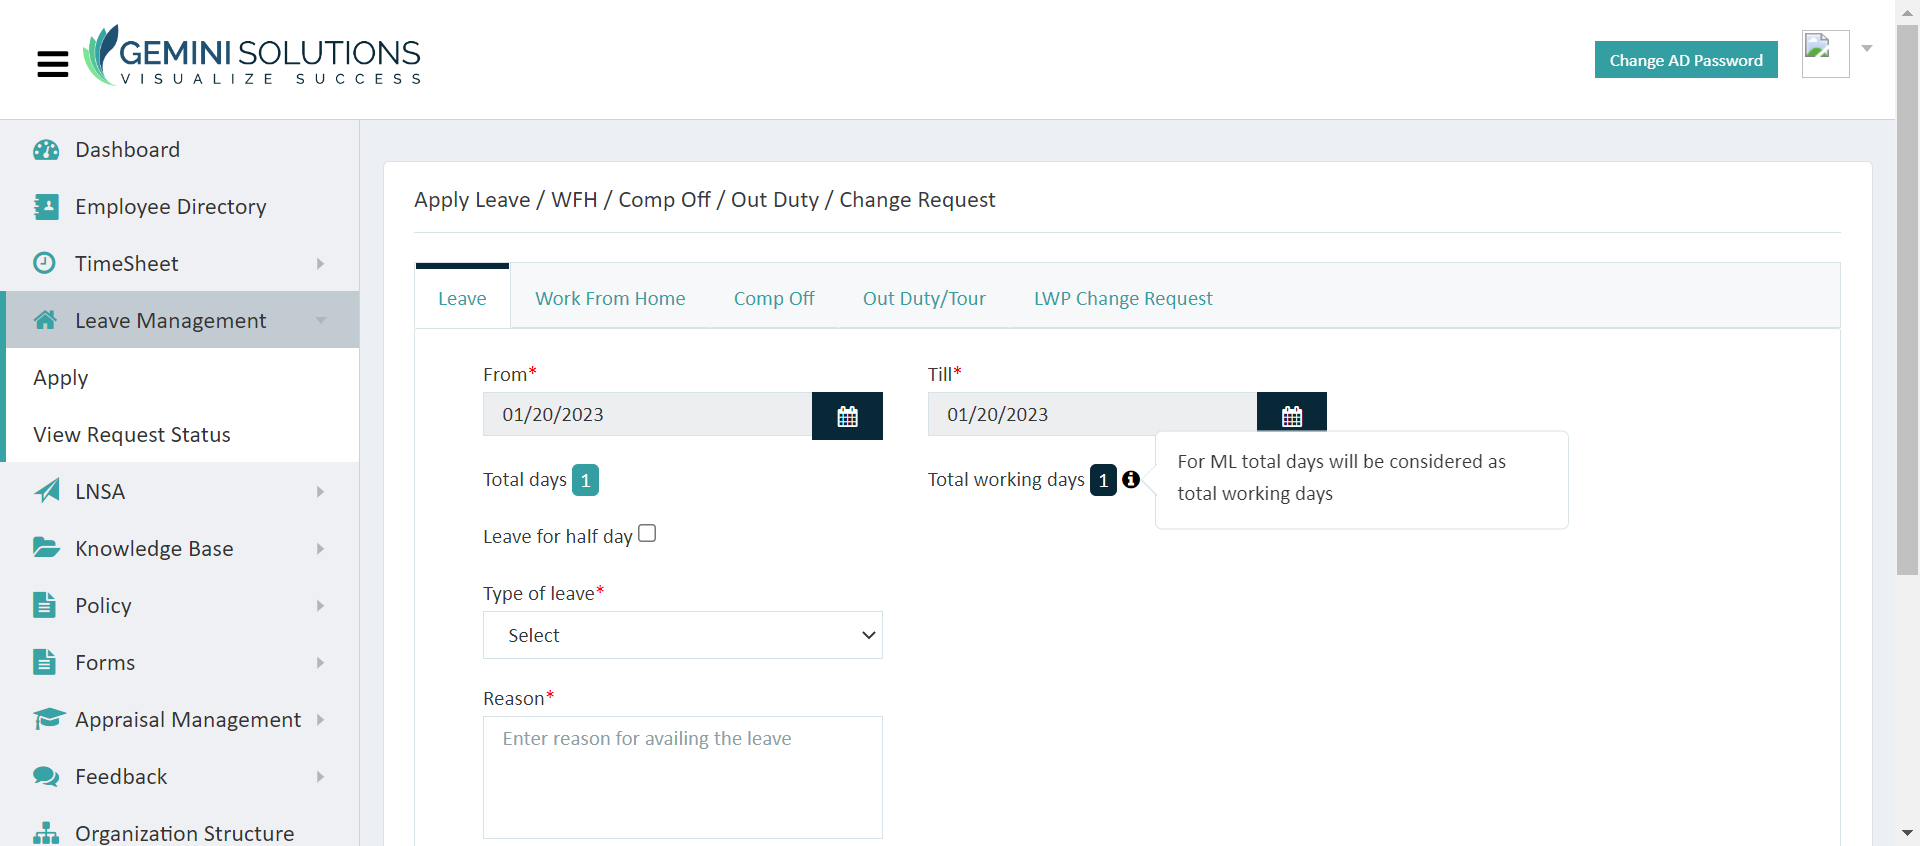 GEMINI SOLUTIONS
VISUALIZE SUCCESS
Change AD Password
Dashboard
Employee Directory
TimeSheet
Leave Management
Apply
View Request Status
LNSA
Knowledge Base
Policy
Forms
Appraisal Management
Feedback
Organization Structure
Apply Leave / WFH / Comp Off / Out Duty / Change Request
Leave
Work From Home
Comp Off
Out Duty/Tour
LWP Change Request
From*
Till*
01/20/2023
01/20/2023
Total days 1
Total working days 1
For ML total days will be considered as
total working days
Leave for half day
Type of leave*
Select
Reason*
Enter reason for availing the leave